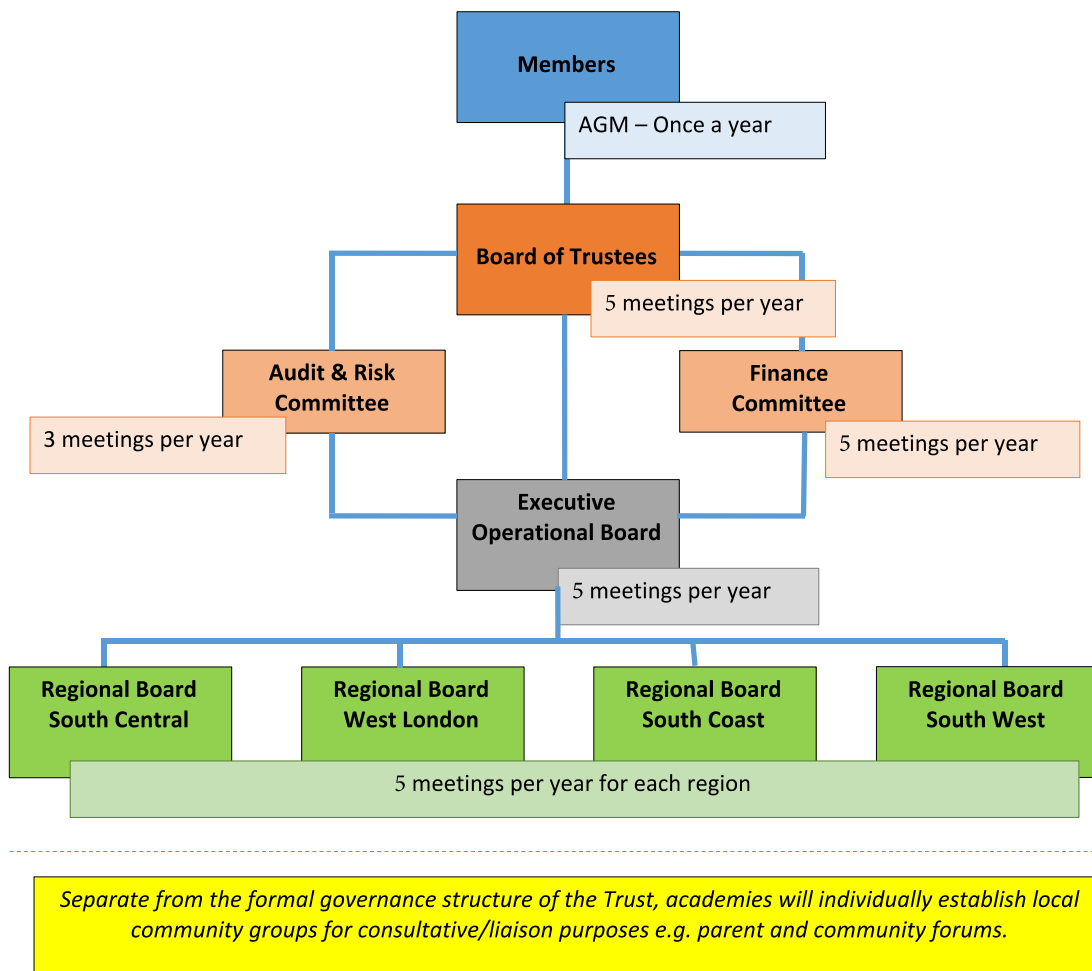 Members
AGM – Once a year
Board of Trustees
5 meetings per year
Audit & Risk
Committee
3 meetings per year
Finance
Committee
5 meetings per year
Executive
Operational Board
5 meetings per year
Regional Board
South Central
Regional Board
West London
Regional Board
South Coast
Regional Board
South West
5 meetings per year for each region
Separate from the formal governance structure of the Trust, academies will individually establish local
community groups for consultative/liaison purposes e.g. parent and community forums.